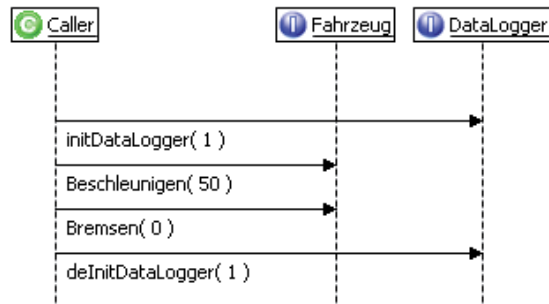 C Caller
I Fahrzeug
I DataLogger
initDataLogger( 1 )
Beschleunigen( 50 )
Bremsen( 0 )
deInitDataLogger( 1 )